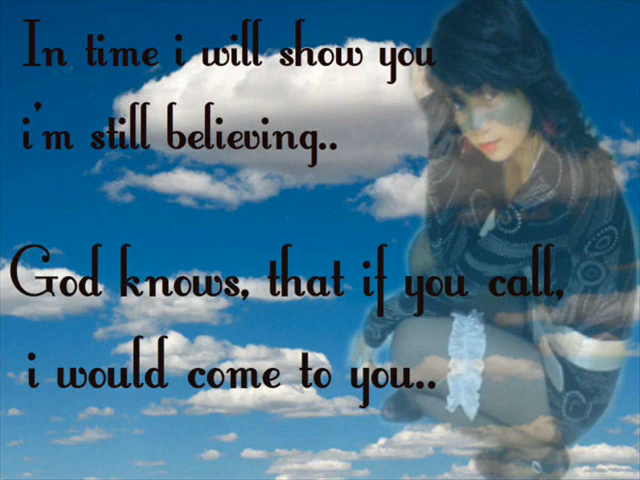 In time i will show you
i'm still believing..
God knows, that if you call,
i would come to you..